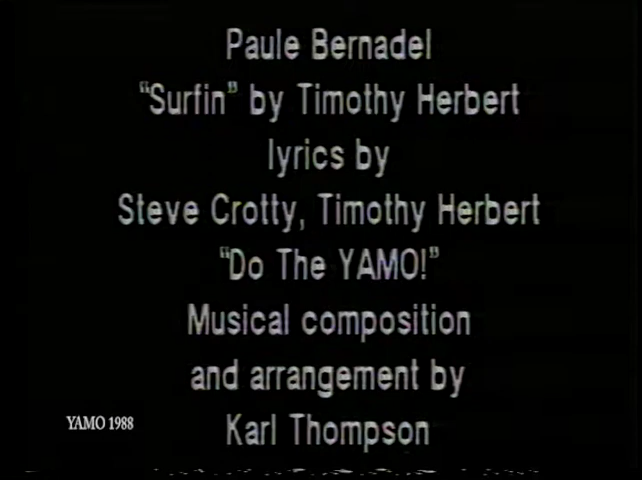 Paule Bernadel
"Surfin" by Timothy Herbert
lyrics by
Steve Crotty, Timothy Herbert
"Do The YAMO!"
Musical composition
and arrangement by
Karl Thompson
YAMO 1988